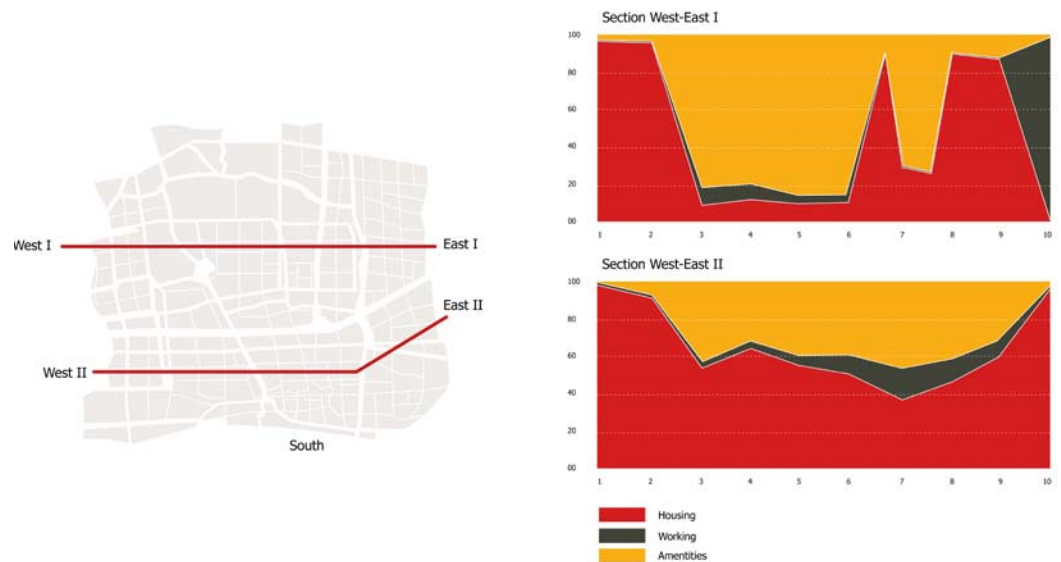 West I
East I
East II
West II
South
Section West-East I
100
80
60
40
20
00
1 2 3 4 5 6 7 8 9 10
Section West-East II
100
80
60
40
20
00
1 2 3 4 5 6 7 8 9 10
Housing
Working
Amentities